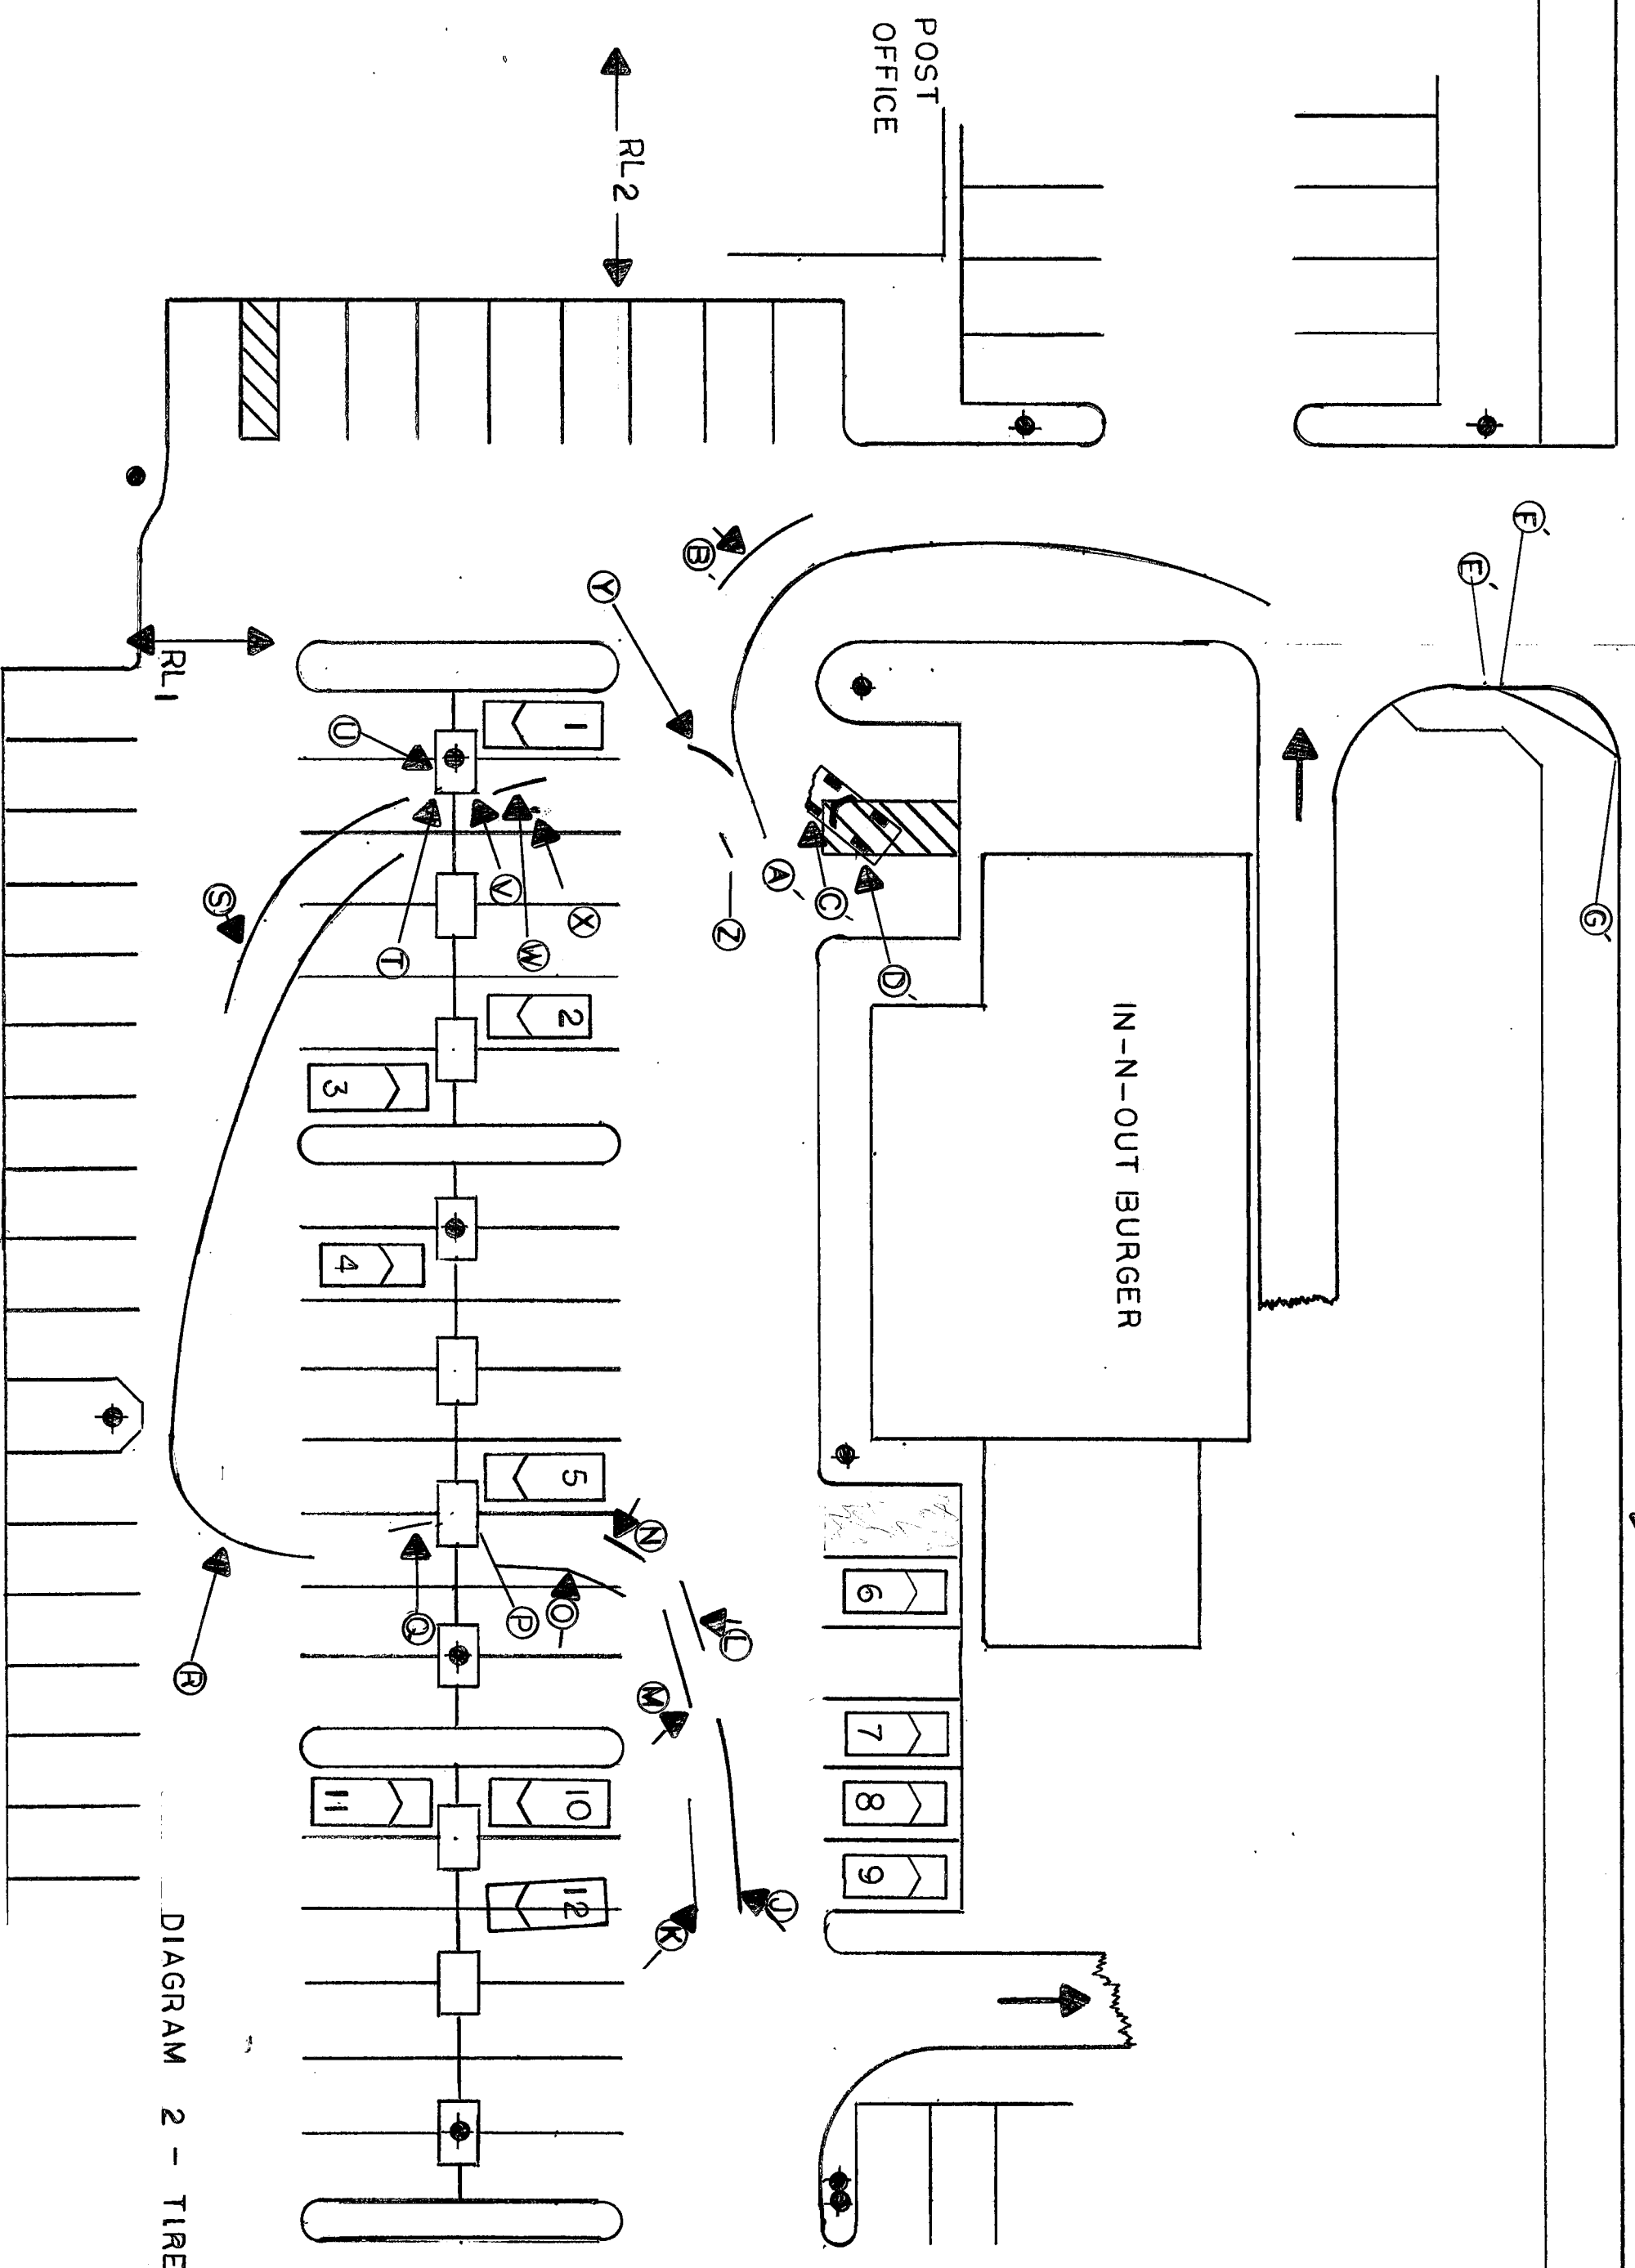 POST
OFFICE
RL2
F'
E'
G'
B'
Y
RL1
1
U
A'
C'
D'
Z
V
X
W
T
S
2
3
IN-N-OUT BURGER
4
5
N
6
O
P
Q
L
R
M
7
8
9
10
11
12
J
K
DIAGRAM 2 - TIRE